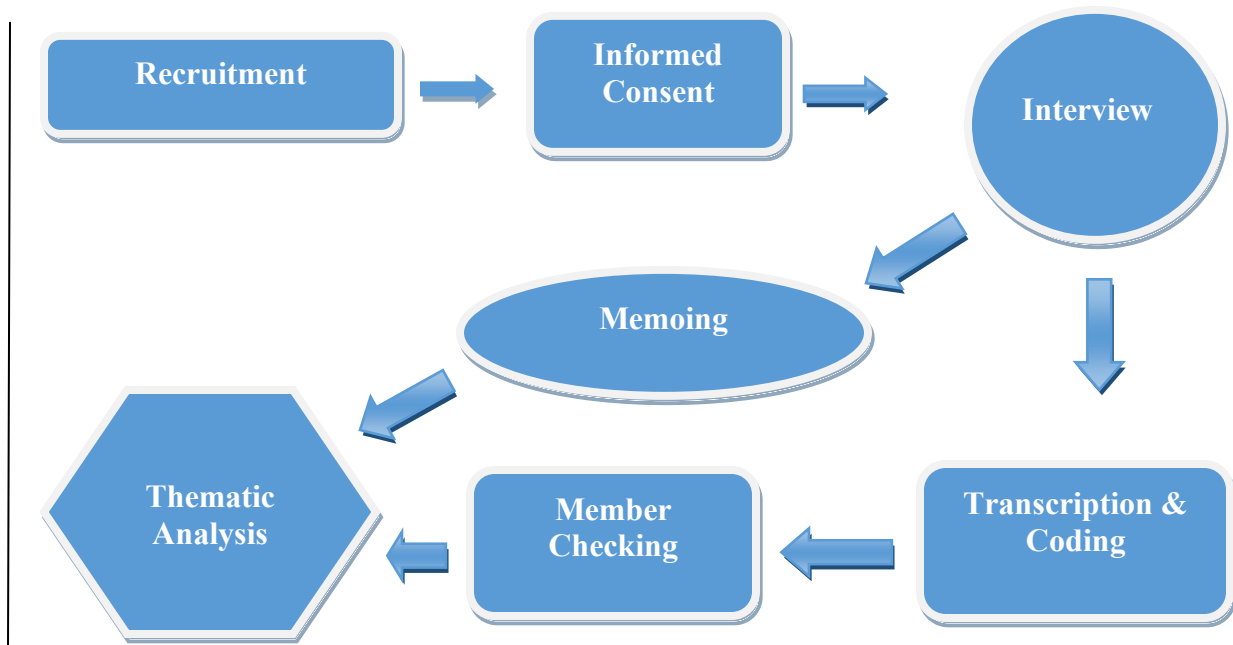 Recruitment
Informed
Consent
Interview
Memoing
Thematic
Analysis
Member
Checking
Transcription &
Coding